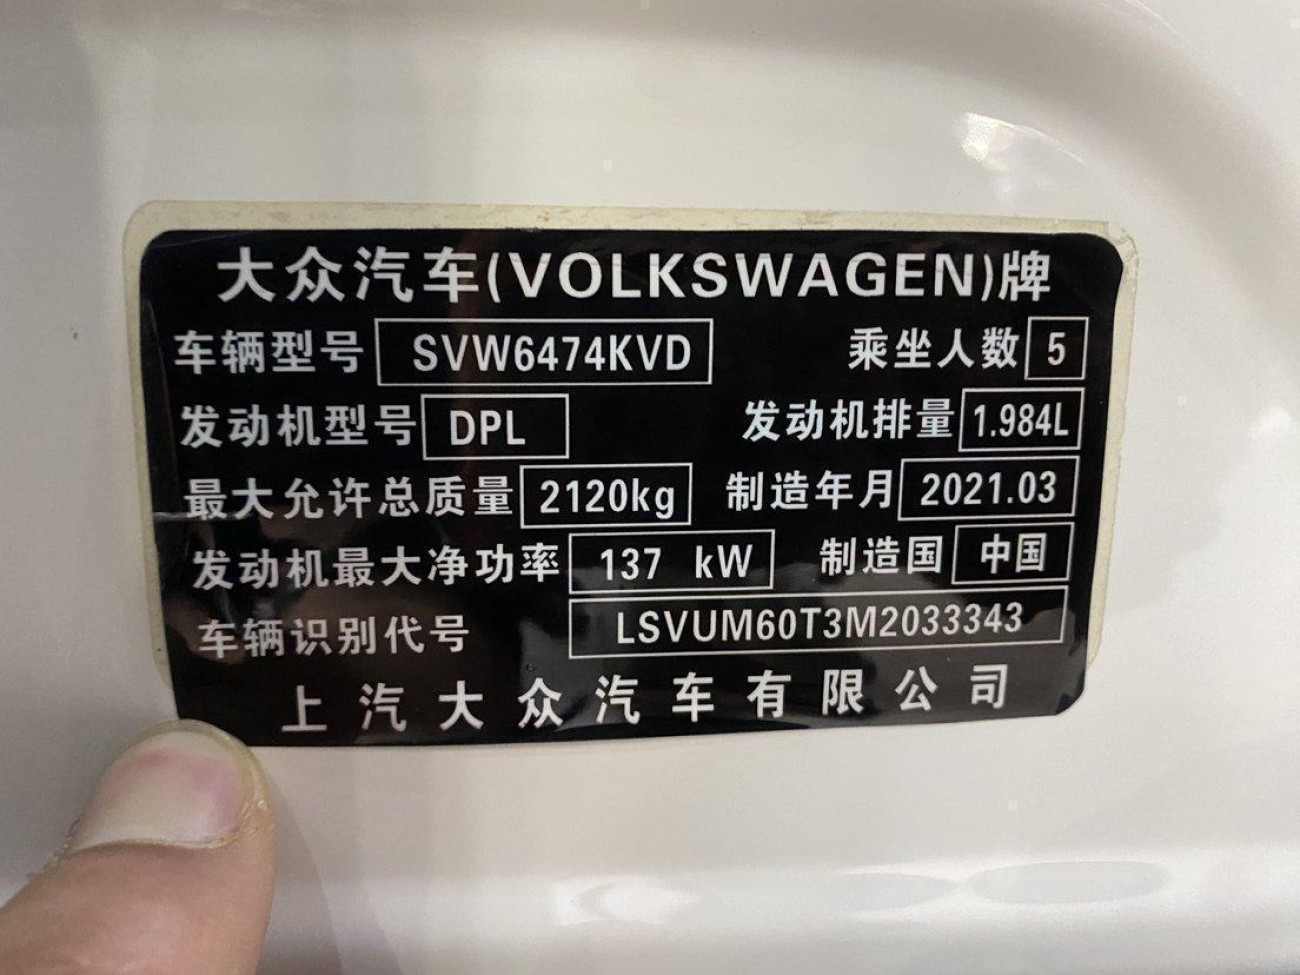 大众汽车(VOLKSWAGEN)牌
车辆型号 SVW6474KVD 乘坐人数 5
发动机型号 DPL 发动机排量 1.984L
最大允许总质量 2120kg 制造年月 2021.03
发动机最大净功率 137 kW 制造国 中国
车辆识别代号 LSVUM60T3M2033343
上汽大众汽车有限公司